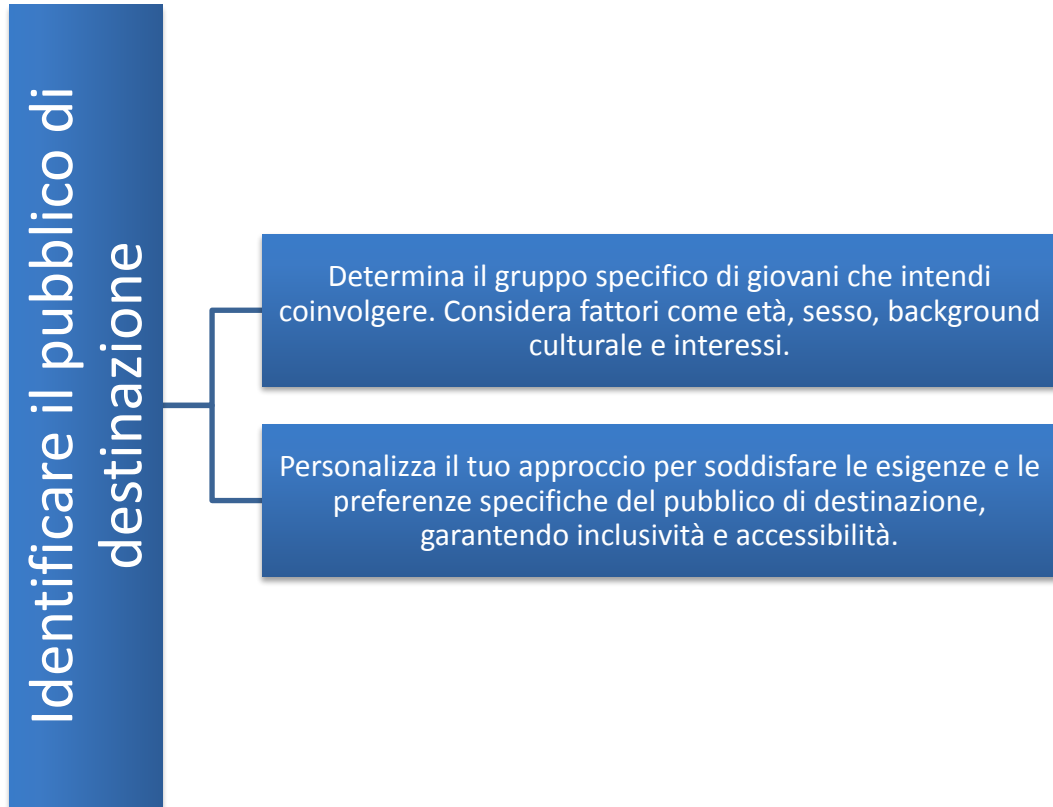 Identificare il pubblico di
destinazione
Determina il gruppo specifico di giovani che intendi
coinvolgere. Considera fattori come età, sesso, background
culturale e interessi.
Personalizza il tuo approccio per soddisfare le esigenze e le
preferenze specifiche del pubblico di destinazione,
garantendo inclusività e accessibilità.